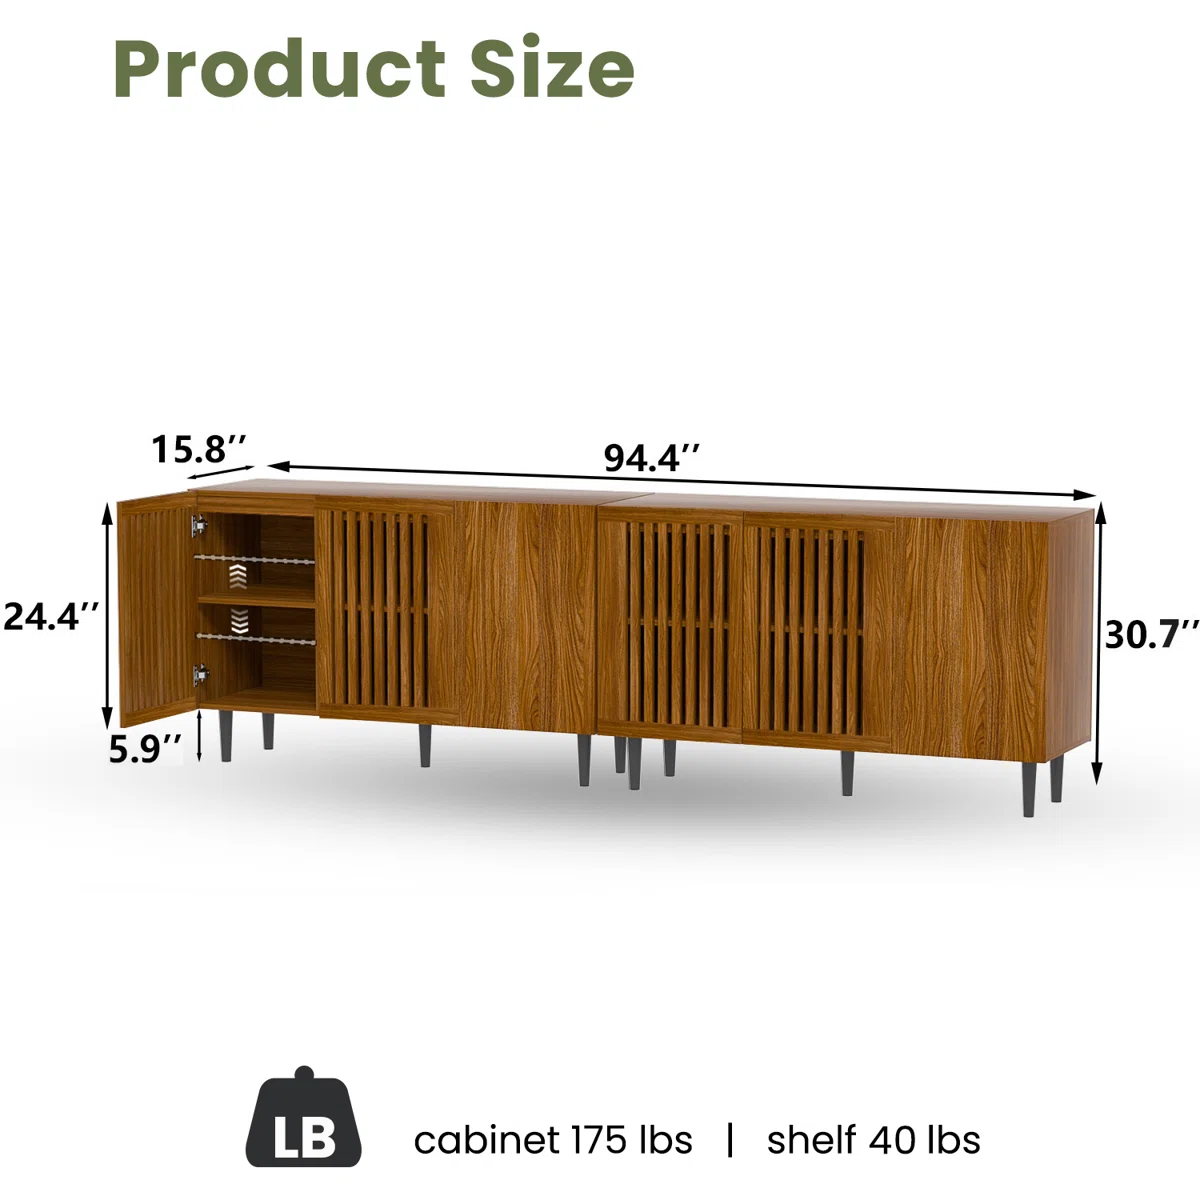 Product Size
15.8′′
94.4′′
24.4′′
30.7′′
5.9′′
LB
cabinet 175 lbs | shelf 40 lbs